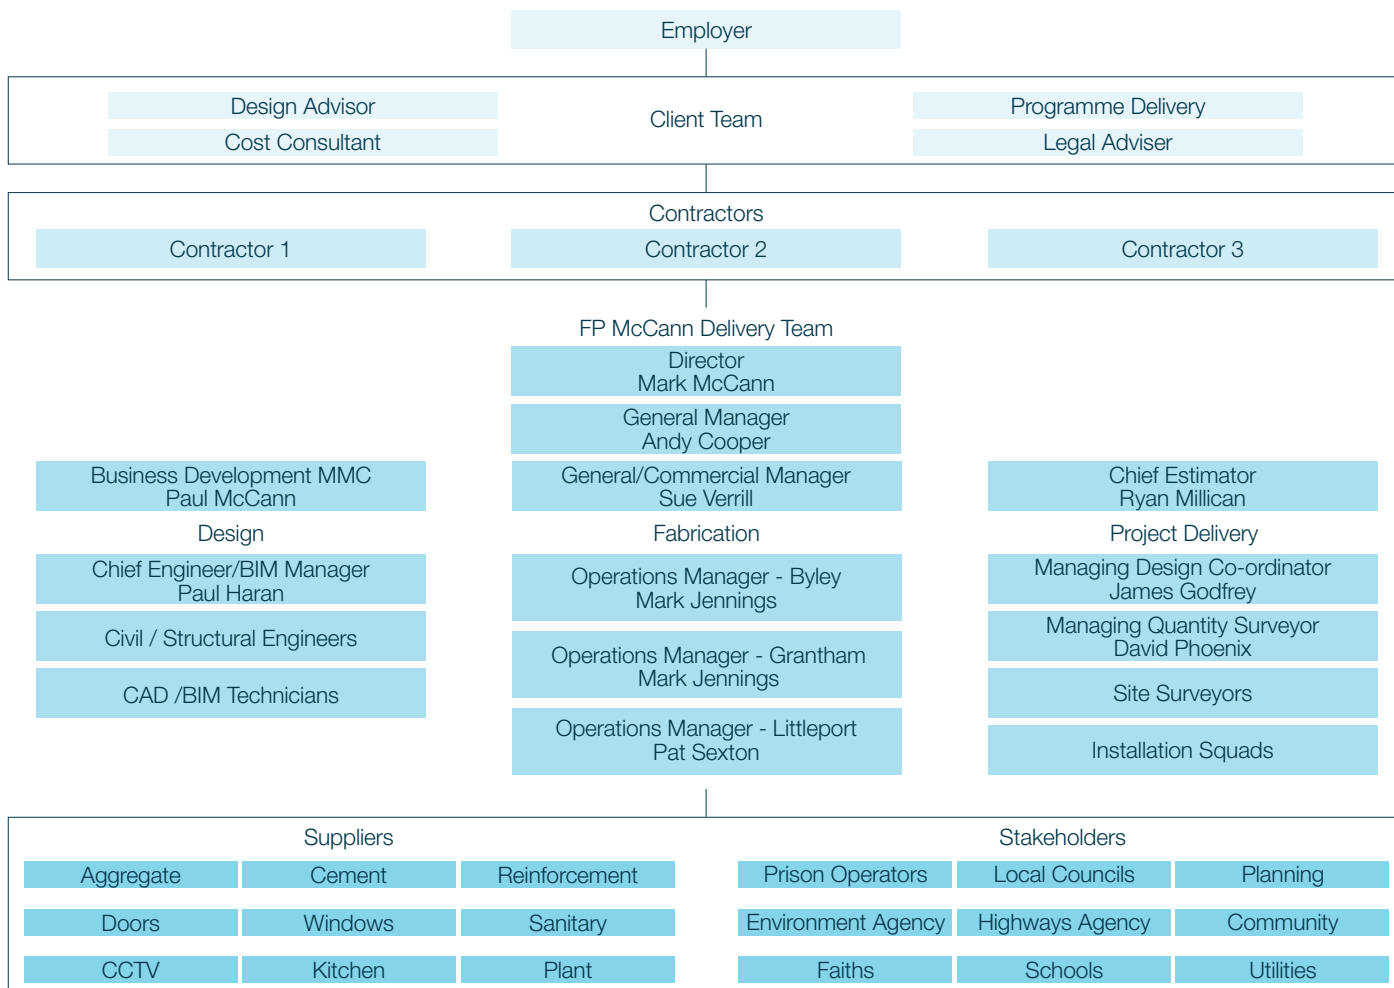 Employer
Design Advisor
Cost Consultant
Client Team
Programme Delivery
Legal Adviser
Contractors
Contractor 1
Contractor 2
Contractor 3
FP McCann Delivery Team
Director
Mark McCann
General Manager
Andy Cooper
Business Development MMC
Paul McCann
General/Commercial Manager
Sue Verrill
Chief Estimator
Ryan Millican
Design
Chief Engineer/BIM Manager
Paul Haran
Civil / Structural Engineers
CAD /BIM Technicians
Fabrication
Operations Manager - Byley
Mark Jennings
Operations Manager - Grantham
Mark Jennings
Operations Manager - Littleport
Pat Sexton
Project Delivery
Managing Design Co-ordinator
James Godfrey
Managing Quantity Surveyor
David Phoenix
Site Surveyors
Installation Squads
Suppliers
Aggregate
Cement
Reinforcement
Doors
Windows
Sanitary
CCTV
Kitchen
Plant
Stakeholders
Prison Operators
Local Councils
Planning
Environment Agency
Highways Agency
Community
Faiths
Schools
Utilities